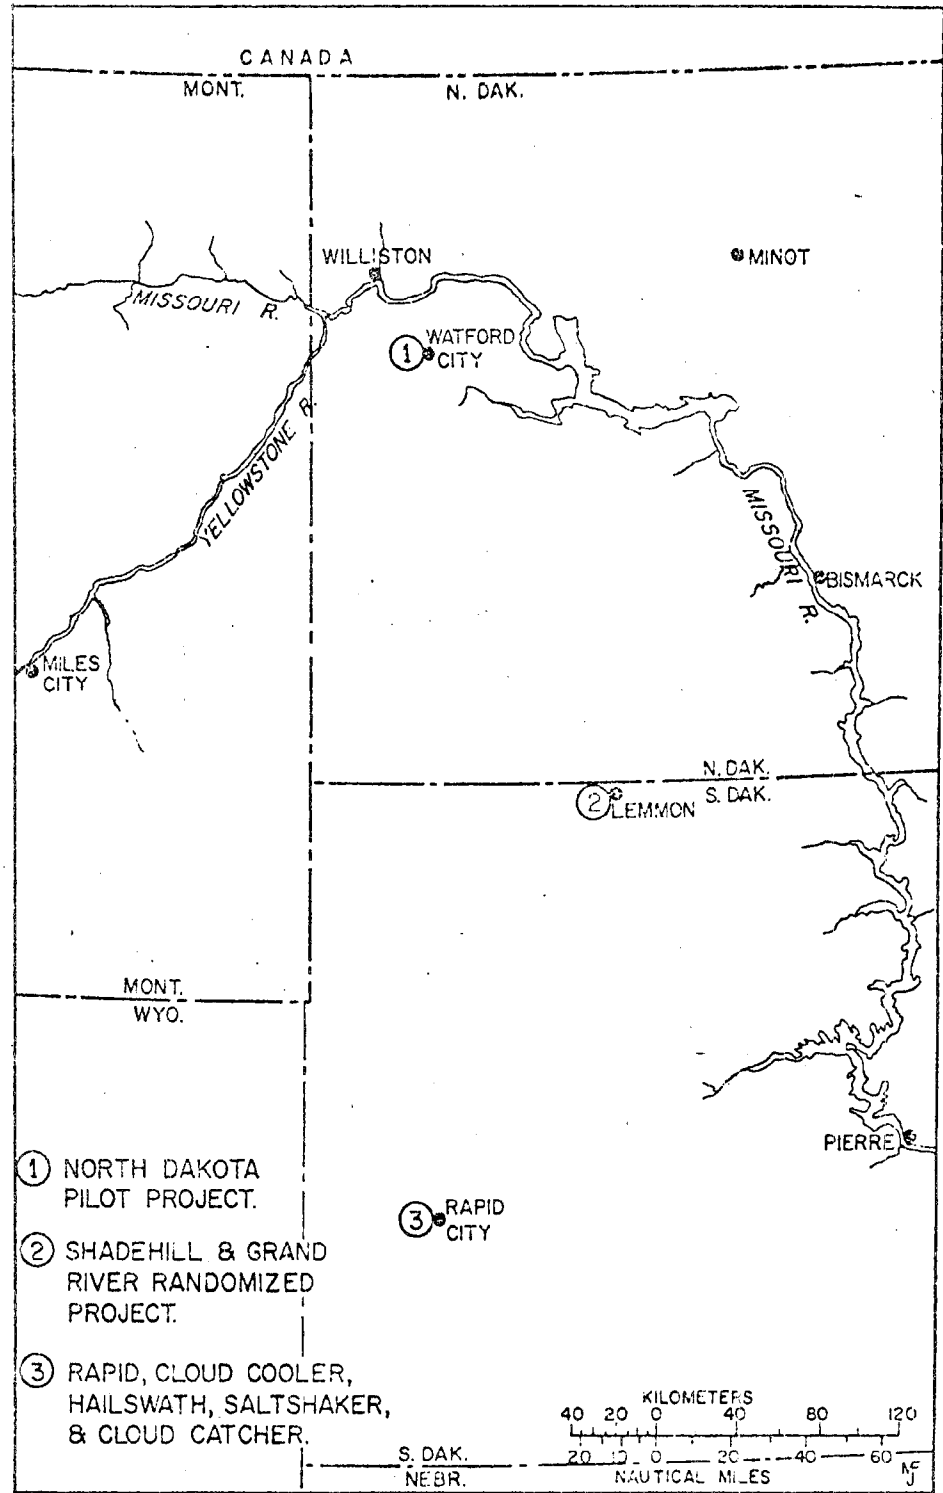 CANADA
MONT.
N. DAK.
WILLISTON
MINOT
MISSOURI R.
1 WATFORD
CITY
YELLOWSTONE R.
MISSOURI R.
BISMARCK
MILES
CITY
N. DAK.
S. DAK.
2 LEMMON
MONT.
WYO.
PIERRE
1 NORTH DAKOTA
PILOT PROJECT.
3 RAPID
CITY
2 SHADEHILL & GRAND
RIVER RANDOMIZED
PROJECT.
3 RAPID, CLOUD COOLER,
HAILSWATH, SALTSHAKER,
& CLOUD CATCHER.
KILOMETERS
40 20 0 40 80 120
20 10 0 20 40 60
NAUTICAL MILES
S. DAK.
NEBR.